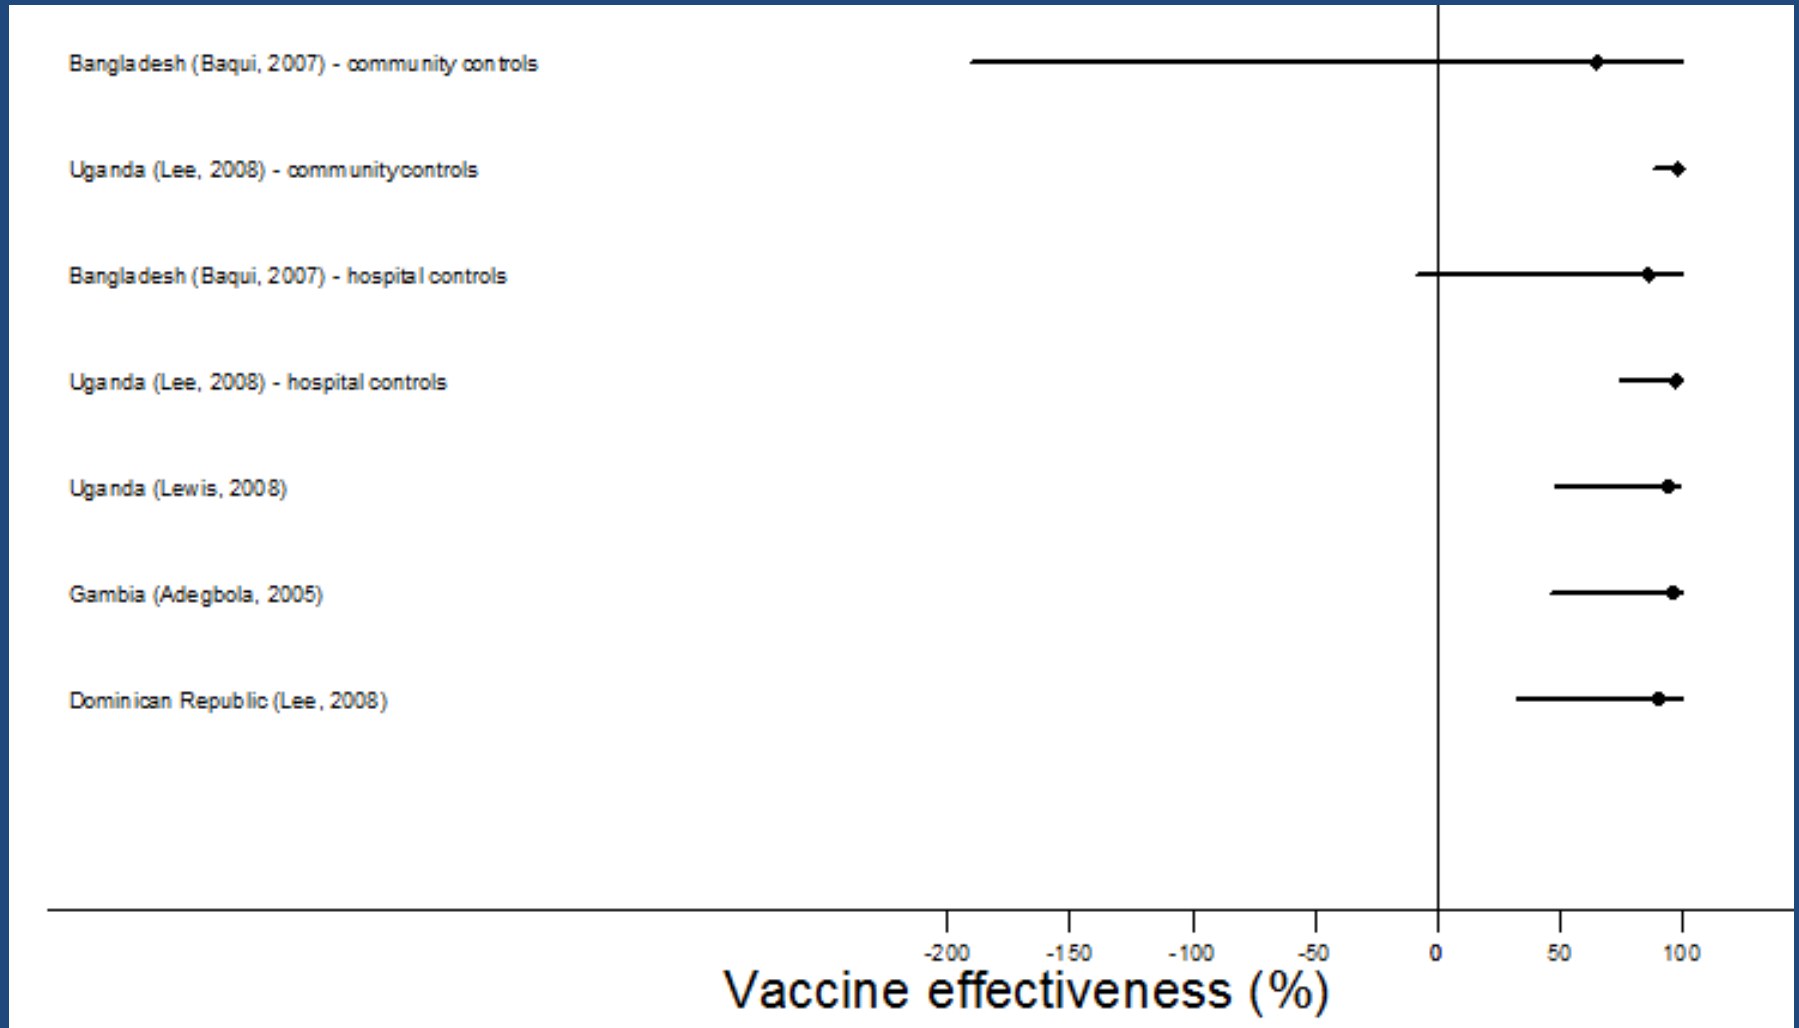 Bangladesh (Baqui, 2007) - community controls
Uganda (Lee, 2008) - communitycontrols
Bangladesh (Baqui, 2007) - hospital controls
Uganda (Lee, 2008) - hospital controls
Uganda (Lewis, 2008)
Gambia (Adegbola, 2005)
Dominican Republic (Lee, 2008)
-200 -150 -100 -50 0 50 100
Vaccine effectiveness (%)